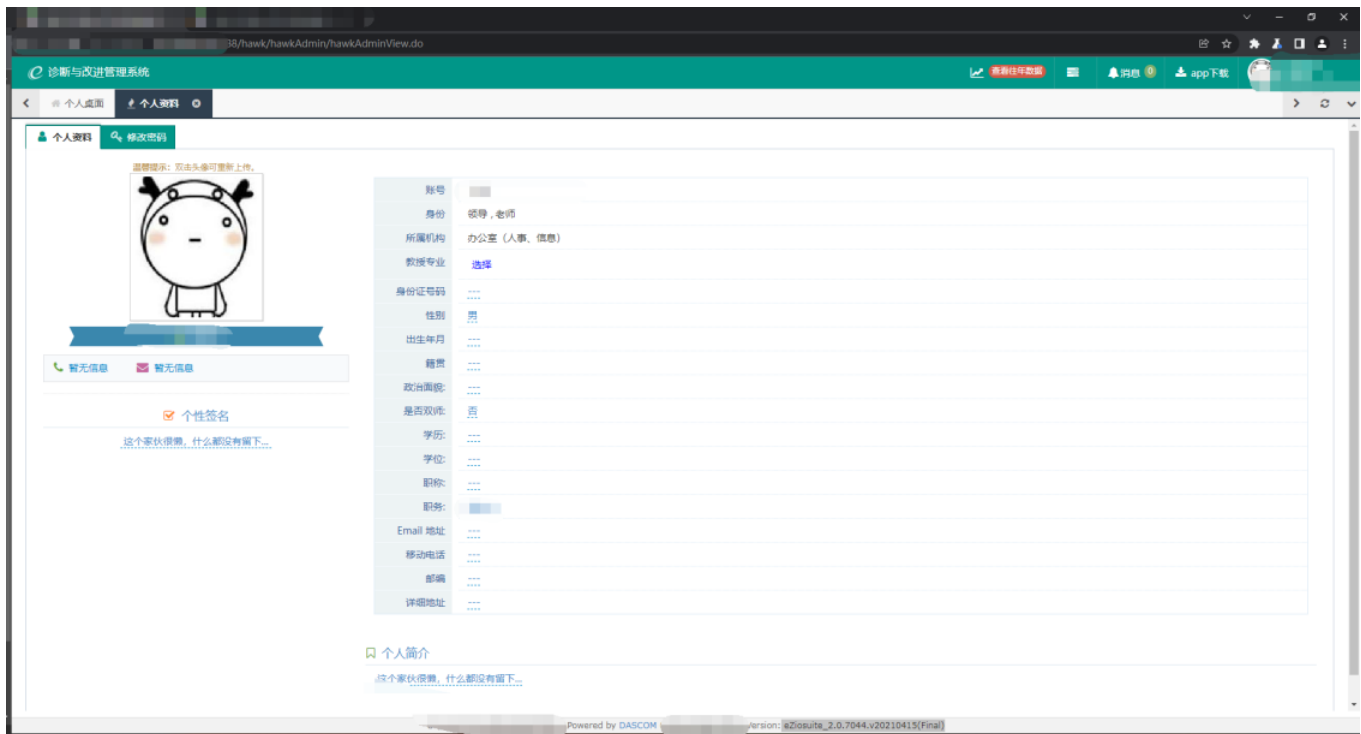 38/hawk/hawkAdmin/hawkAdminView.do
诊断与改进管理系统
查看往年数据
消息 0
app下载
个人桌面
个人资料
个人资料
修改密码
温馨提示：双击头像可重新上传。
账号
身份 领导 , 老师
所属机构 办公室（人事、信息）
教授专业 选择
身份证号码 ---
性别 男
出生年月 ---
籍贯 ---
政治面貌: ---
是否双师: 否
学历: ---
学位: ---
职称: ---
职务:
Email 地址 ---
移动电话 ---
邮编 ---
详细地址 ---
暂无信息 暂无信息
个性签名
这个家伙很懒，什么都没有留下...
个人简介
这个家伙很懒，什么都没有留下...
Powered by DASCOM
Version: eZiosuite_2.0.7044.v20210415(Final)